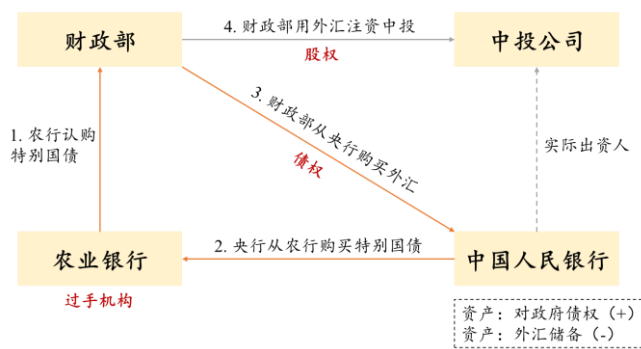 财政部
4. 财政部用外汇注资中投
股权
中投公司
1. 农行认购
特别国债
3. 财政部从央行购买外汇
债权
实际出资人
农业银行
过手机构
2. 央行从农行购买特别国债
中国人民银行
资产：对政府债权（+）
资产：外汇储备（-）